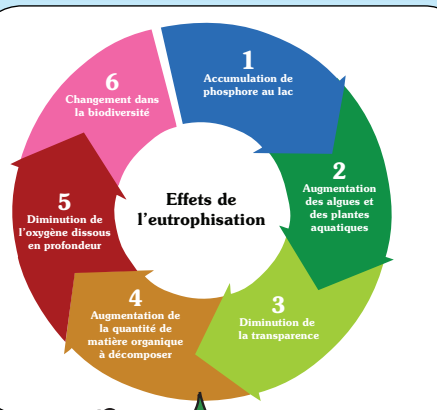 Effets de
l'eutrophisation
1
Accumulation de
phosphore au lac
2
Augmentation
des algues et
des plantes
aquatiques
3
Diminution de
la transparence
4
Augmentation de
la quantité de
matière organique
à décomposer
5
Diminution de
l'oxygène dissous
en profondeur
6
Changement dans
la biodiversité